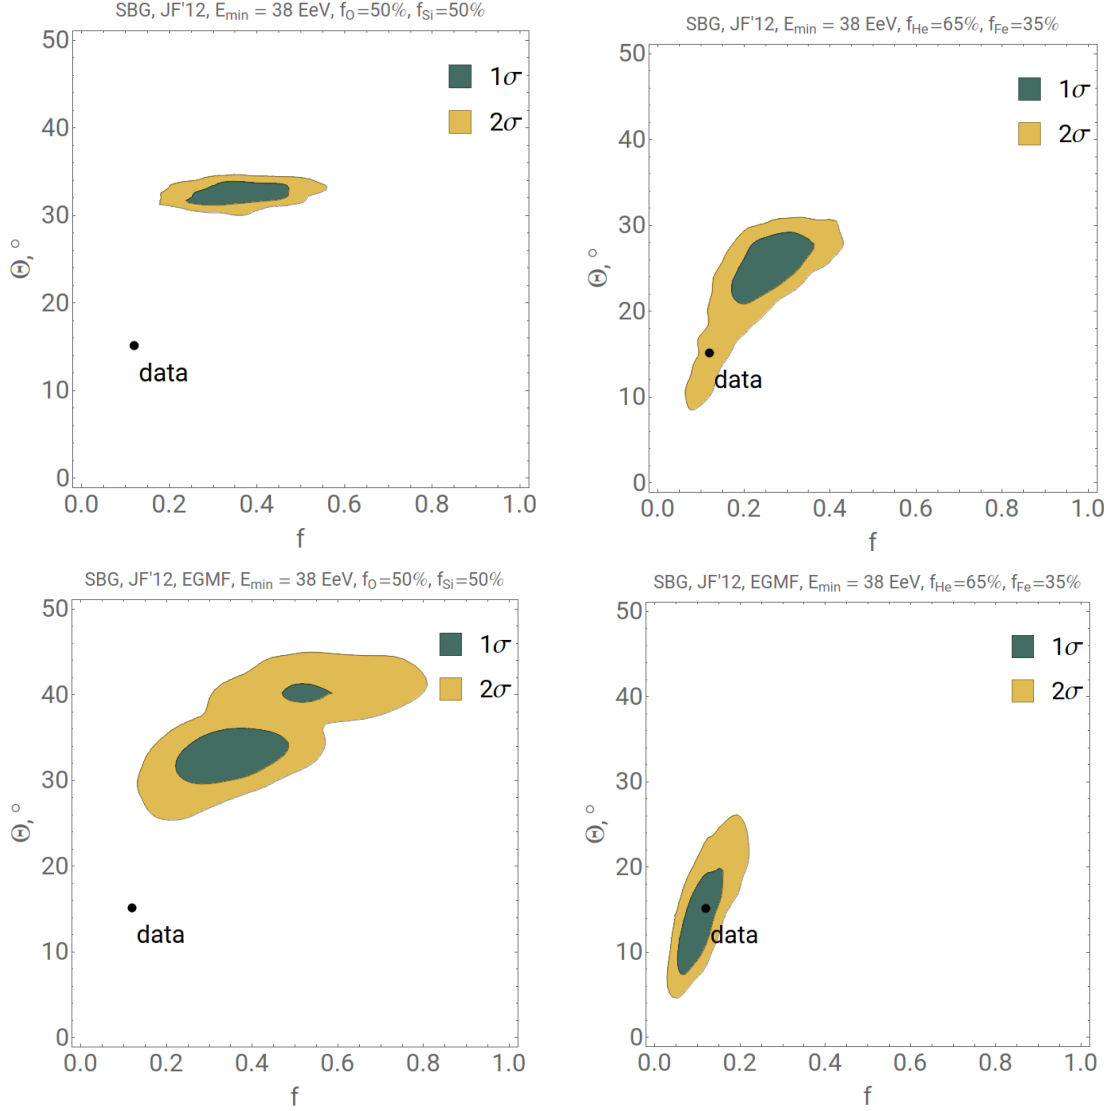 SBG, JF'12, E_min = 38 EeV, f_O=50%, f_Si=50%
50
40
30
20
10
0
Θ, °
1σ
2σ
data
0.0 0.2 0.4 0.6 0.8 1.0
f
SBG, JF'12, E_min = 38 EeV, f_He=65%, f_Fe=35%
50
40
30
20
10
0
Θ, °
1σ
2σ
data
0.0 0.2 0.4 0.6 0.8 1.0
f
SBG, JF'12, EGMF, E_min = 38 EeV, f_O=50%, f_Si=50%
50
40
30
20
10
0
Θ, °
1σ
2σ
data
0.0 0.2 0.4 0.6 0.8 1.0
f
SBG, JF'12, EGMF, E_min = 38 EeV, f_He=65%, f_Fe=35%
50
40
30
20
10
0
Θ, °
1σ
2σ
data
0.0 0.2 0.4 0.6 0.8 1.0
f